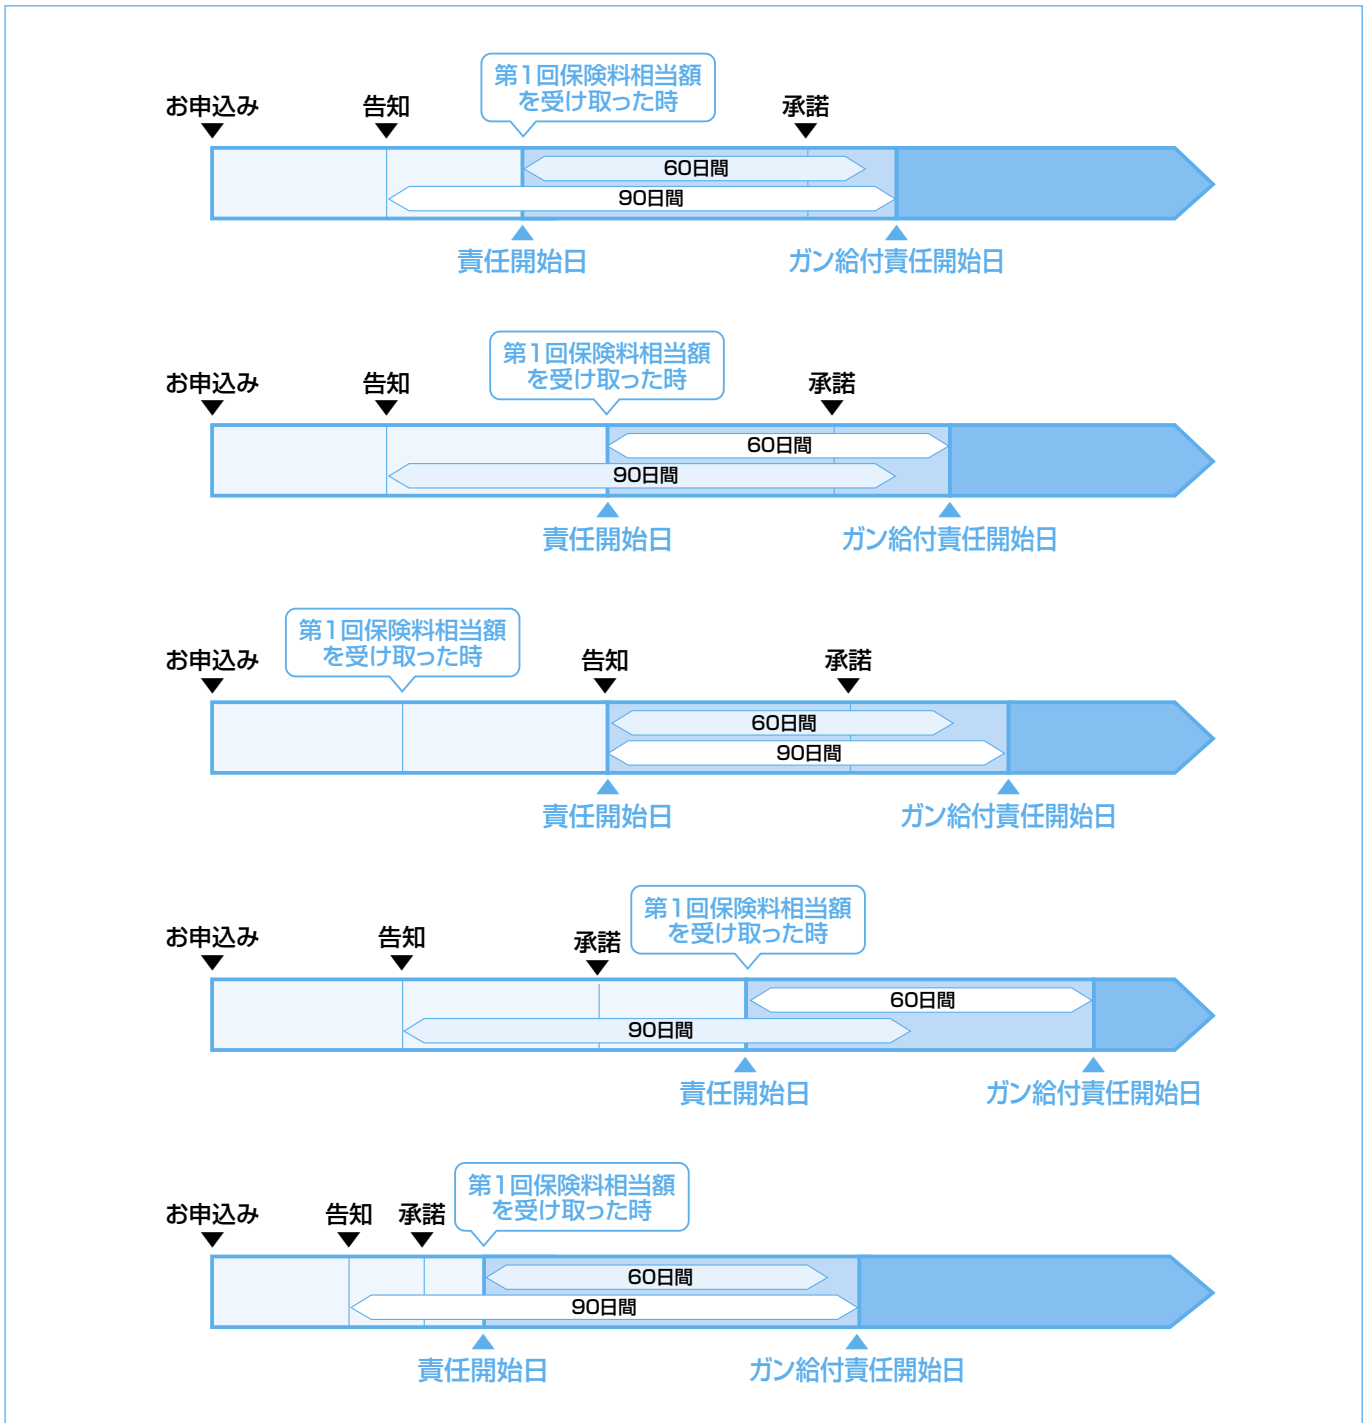 第1回保険料相当額
を受け取った時
お申込み
告知
承諾
60日間
90日間
責任開始日
ガン給付責任開始日
第1回保険料相当額
を受け取った時
お申込み
告知
承諾
60日間
90日間
責任開始日
ガン給付責任開始日
第1回保険料相当額
を受け取った時
お申込み
告知
承諾
60日間
90日間
責任開始日
ガン給付責任開始日
第1回保険料相当額
を受け取った時
お申込み
告知
承諾
60日間
90日間
責任開始日
ガン給付責任開始日
第1回保険料相当額
を受け取った時
お申込み
告知
承諾
60日間
90日間
責任開始日
ガン給付責任開始日